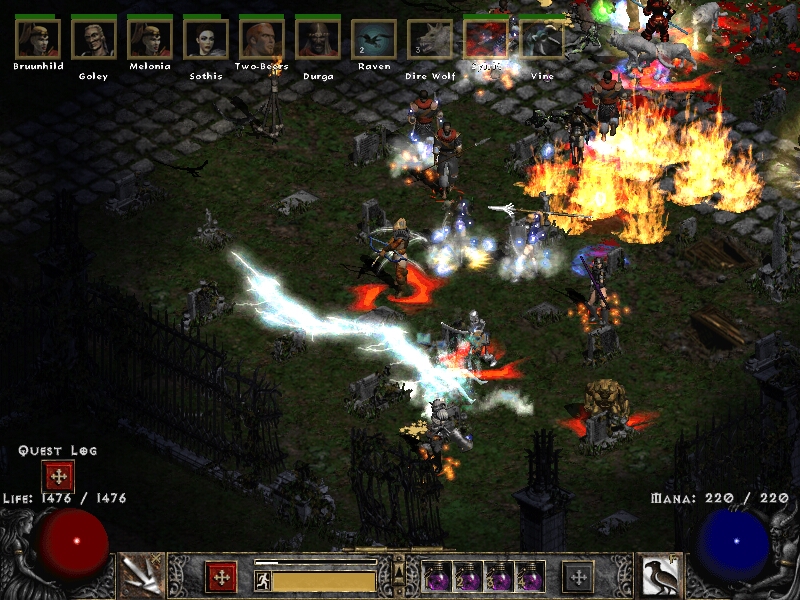 2
3
Bruunhild
Goley
Melonia
Sothis
Two-Bears
Durga
Raven
Dire Wolf
Vine
Quest Log
Life: 1476 / 1476
Mana: 220 / 220